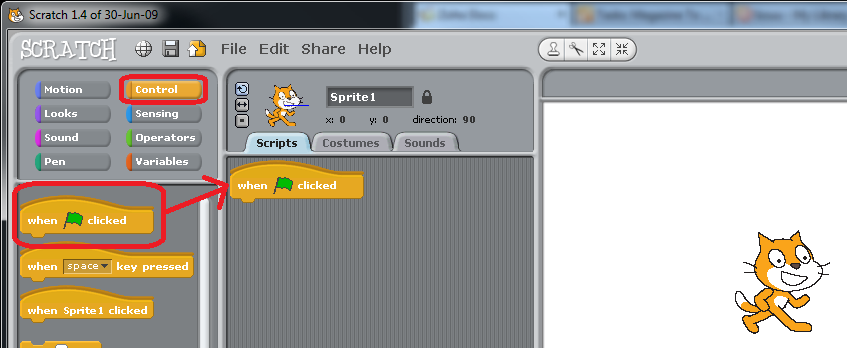 Scratch 1.4 of 30-Jun-09
SCRATCH File Edit Share Help
Motion Control
Looks Sensing
Sound Operators
Pen Variables
Sprite1
x: 0 y: 0 direction: 90
Scripts Costumes Sounds
when clicked
when space key pressed
when Sprite1 clicked
when clicked